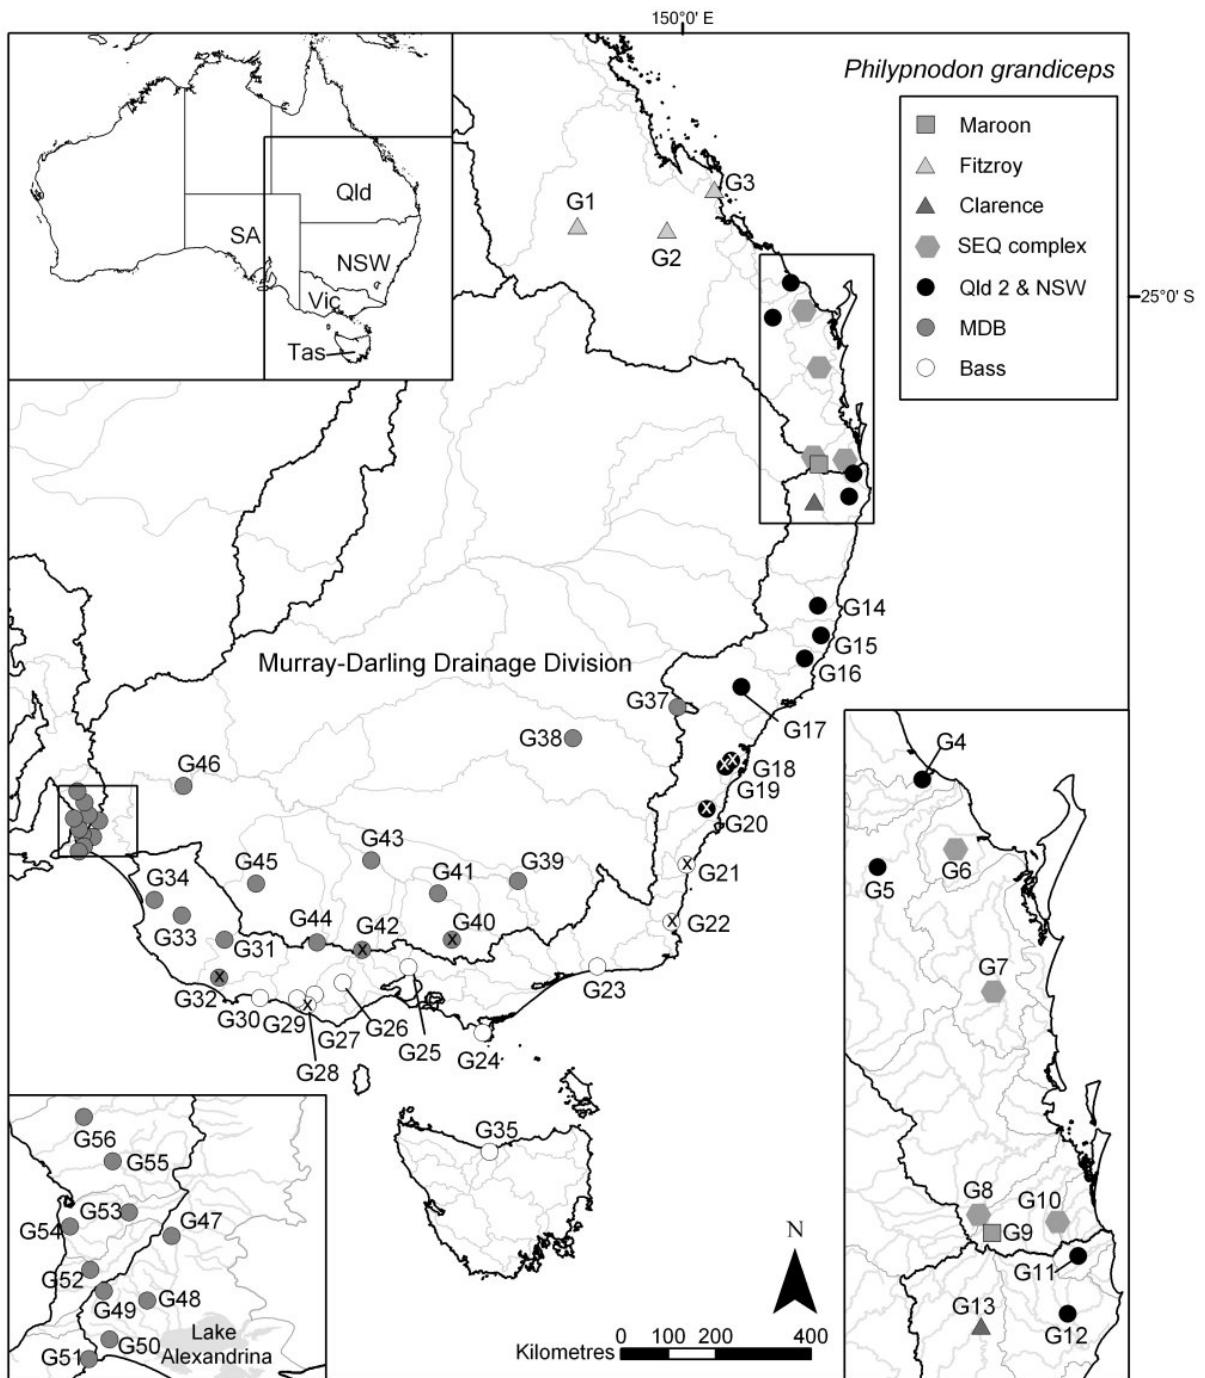 150°0' E
Philypnodon grandiceps
Maroon
Fitzroy
Clarence
SEQ complex
Qld 2 & NSW
MDB
Bass
Qld
SA
NSW
Vic
Tas
25°0' S
G1
G2
G3
G14
G15
G16
G17
Murray-Darling Drainage Division
G37
G38
G18
G19
G20
G21
G22
G46
G43
G45
G41
G39
G34
G33
G31
G44
G42
G40
G32
G30
G29
G27
G28
G26
G25
G24
G23
G35
G4
G5
G6
G7
G8
G10
G9
G11
G13
G12
G56
G55
G53
G54
G47
G52
G49
G48
G50
G51
Lake
Alexandrina
N
0 100 200 400
Kilometres